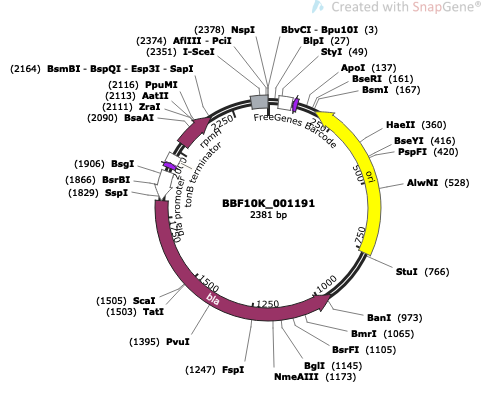 Created with SnapGene®
(2378) NspI
BbvCI - Bpu10I (3)
(2374) AflIII - PciI
BlpI (27)
(2351) I-SceI
StyI (49)
(2164) BsmBI - BspQI - Esp3I - SapI
ApoI (137)
BseRI (161)
(2116) PpuMI
BsmI (167)
(2113) AatII
(2111) ZraI
(2090) BsaAI
FreeGenes Barcode
2250
250
rpmH
HaeII (360)
BseYI (416)
PspFI (420)
(1906) BsgI
tonB terminator
ori
500
(1866) BsrBI
AlwNI (528)
(1829) SspI
bla promoter
BBF10K_001191
2381 bp
1750
750
StuI (766)
1500
1000
(1505) ScaI
bla
1250
(1503) TatI
BanI (973)
BmrI (1065)
(1395) PvuI
BsrFI (1105)
(1247) FspI
BglI (1145)
NmeAIII (1173)